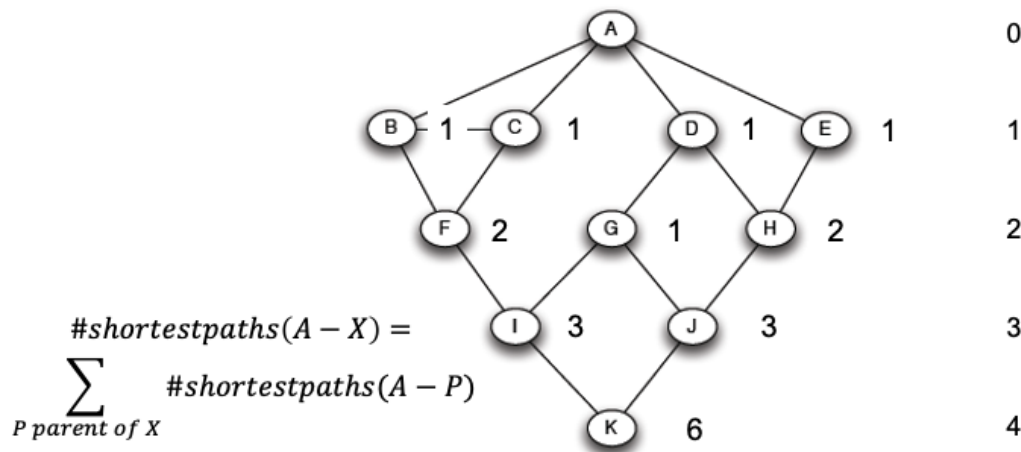 A 0
B 1 C 1 D 1 E 1 1
F 2 G 1 H 2 2
#shortestpaths(A − X) = I 3 J 3 3
∑ #shortestpaths(A − P)
P parent of X
K 6 4